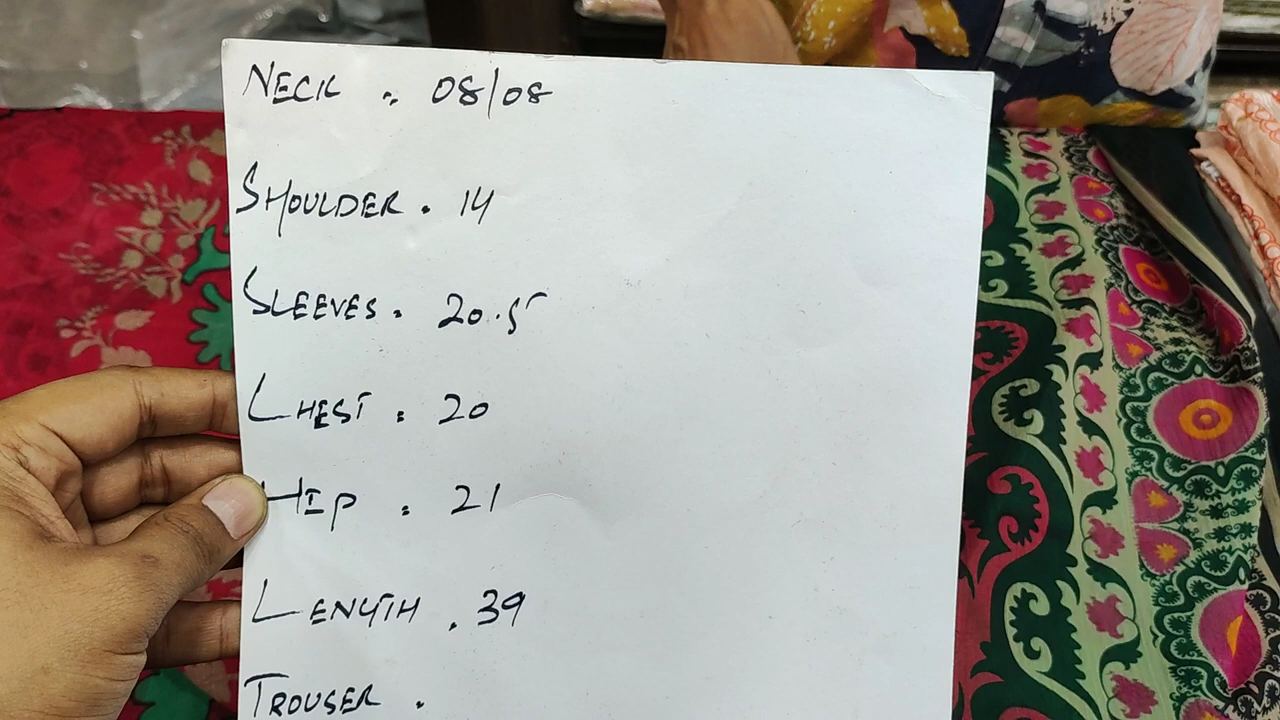 NECK : 08/08
SHOULDER . 14
SLEEVES : 20.5
CHEST : 20
HIP : 21
LENGTH . 39
TROUSER .